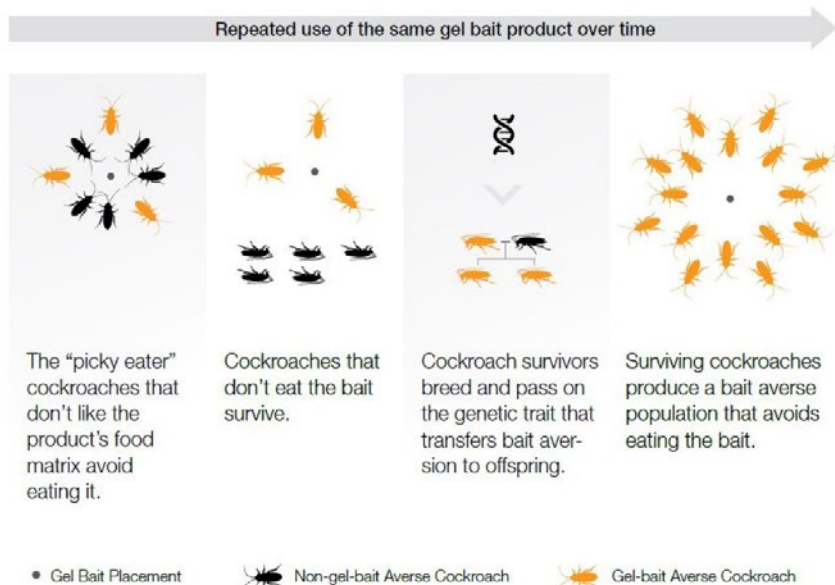 Repeated use of the same gel bait product over time
The “picky eater”
cockroaches that
don’t like the
product’s food
matrix avoid
eating it.
Cockroaches that
don’t eat the bait
survive.
Cockroach survivors
breed and pass on
the genetic trait that
transfers bait aver-
sion to offspring.
Surviving cockroaches
produce a bait averse
population that avoids
eating the bait.
Gel Bait Placement
Non-gel-bait Averse Cockroach
Gel-bait Averse Cockroach